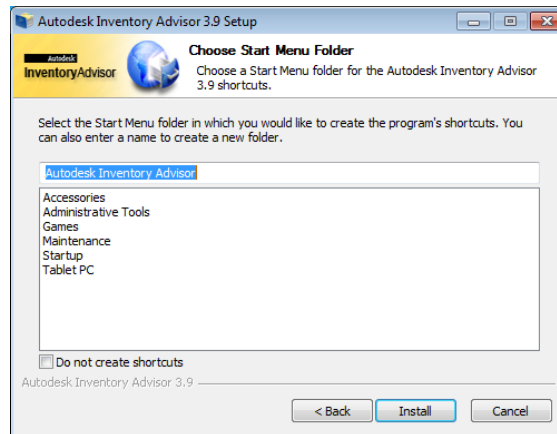 Autodesk Inventory Advisor 3.9 Setup
Autodesk
InventoryAdvisor
Choose Start Menu Folder
Choose a Start Menu folder for the Autodesk Inventory Advisor
3.9 shortcuts.
Select the Start Menu folder in which you would like to create the program's shortcuts. You
can also enter a name to create a new folder.
Autodesk Inventory Advisor
Accessories
Administrative Tools
Games
Maintenance
Startup
Tablet PC
Do not create shortcuts
Autodesk Inventory Advisor 3.9
< Back Install Cancel